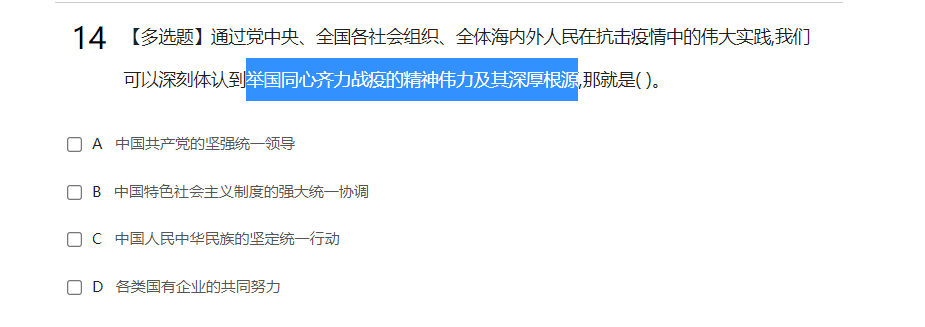 14 【多选题】通过党中央、全国各社会组织、全体海内外人民在抗击疫情中的伟大实践,我们
可以深刻体认到举国同心齐力战疫的精神伟力及其深厚根源,那就是( )。
A 中国共产党的坚强统一领导
B 中国特色社会主义制度的强大统一协调
C 中国人民中华民族的坚定统一行动
D 各类国有企业的共同努力